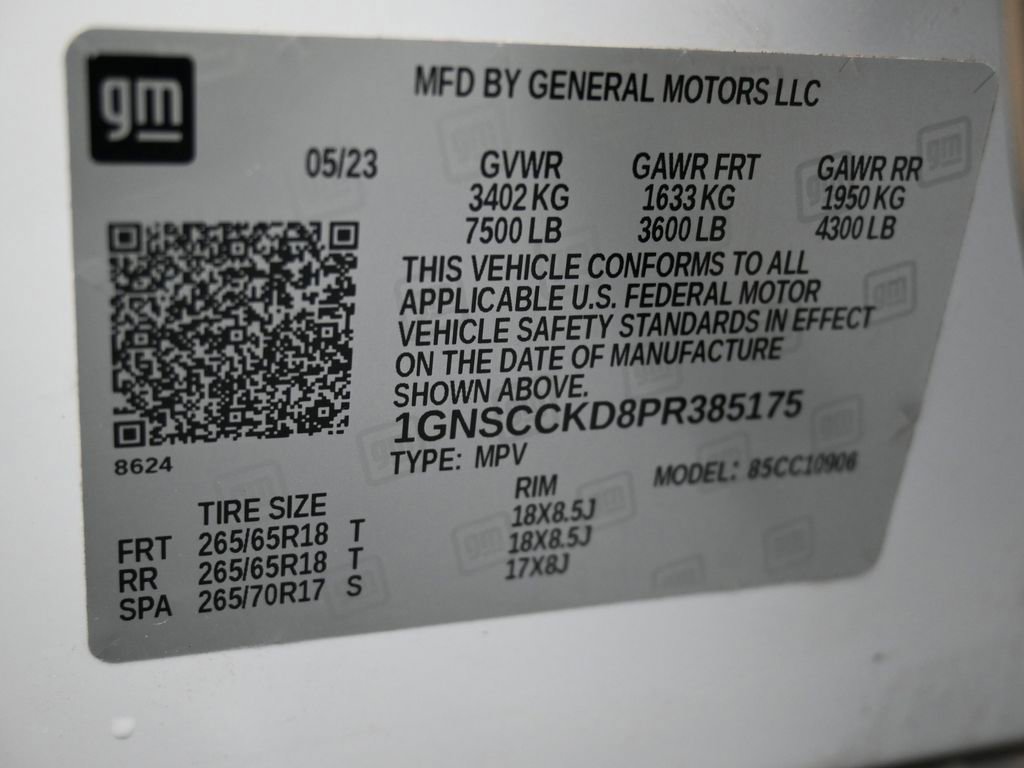 gm
MFD BY GENERAL MOTORS LLC
05/23 GVWR GAWR FRT GAWR RR
3402 KG 1633 KG 1950 KG
7500 LB 3600 LB 4300 LB
THIS VEHICLE CONFORMS TO ALL
APPLICABLE U.S. FEDERAL MOTOR
VEHICLE SAFETY STANDARDS IN EFFECT
ON THE DATE OF MANUFACTURE
SHOWN ABOVE.
1GNSCCKD8PR385175
8624
TYPE: MPV MODEL: 85CC10906
TIRE SIZE RIM
FRT 265/65R18 T 18X8.5J
RR 265/65R18 T 18X8.5J
SPA 265/70R17 S 17X8J